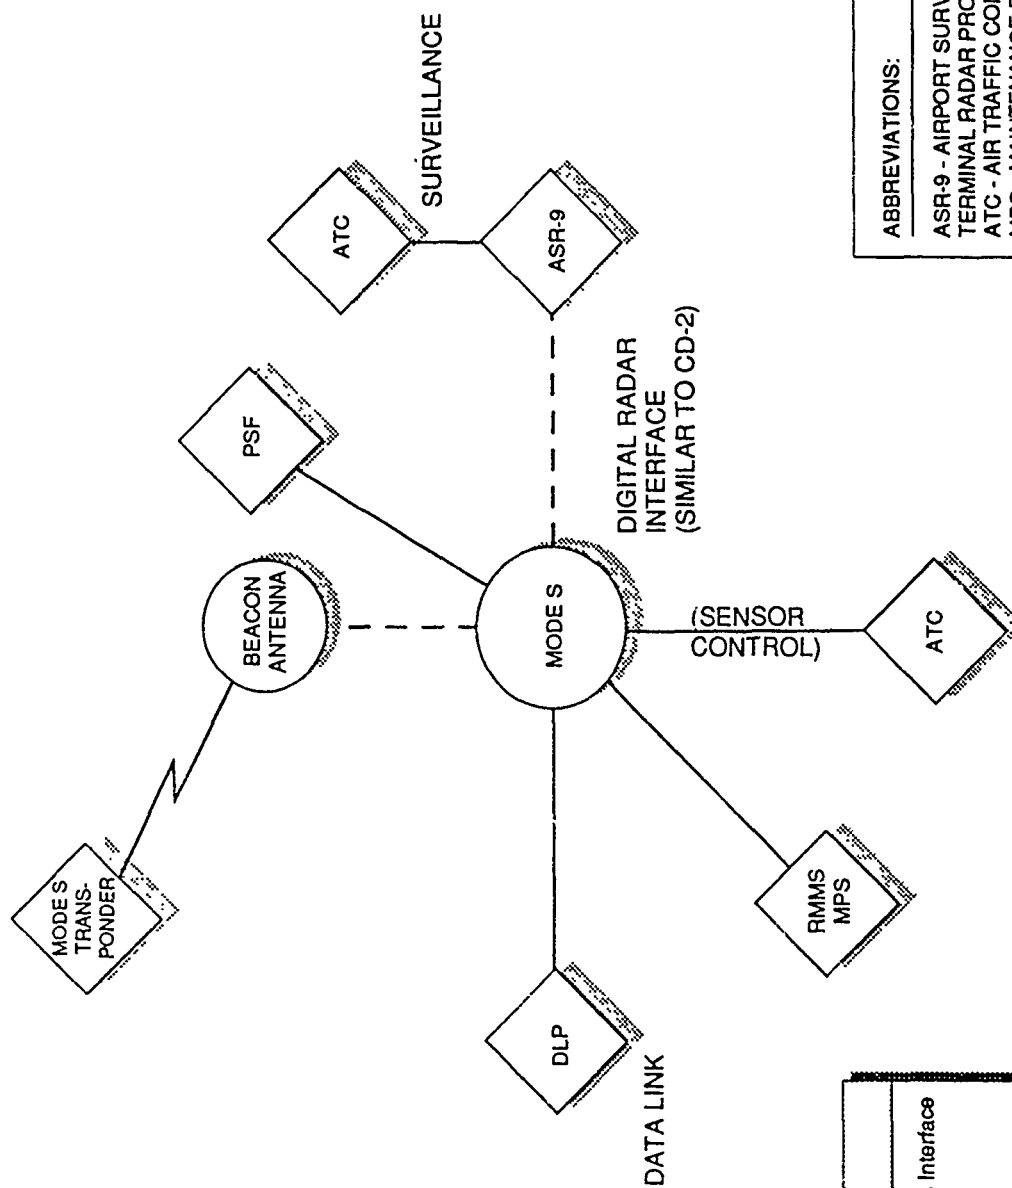 MODE S
TRANS-
PONDER
BEACON
ANTENNA
PSF
ATC
SURVEILLANCE
DLP
DATA LINK
MODE S
ASR-9
DIGITAL RADAR
INTERFACE
(SIMILAR TO CD-2)
RMMS
MPS
(SENSOR
CONTROL)
ATC
Interface
ABBREVIATIONS:
ASR-9 - AIRPORT SURV
TERMINAL RADAR PRO
ATC - AIR TRAFFIC CO